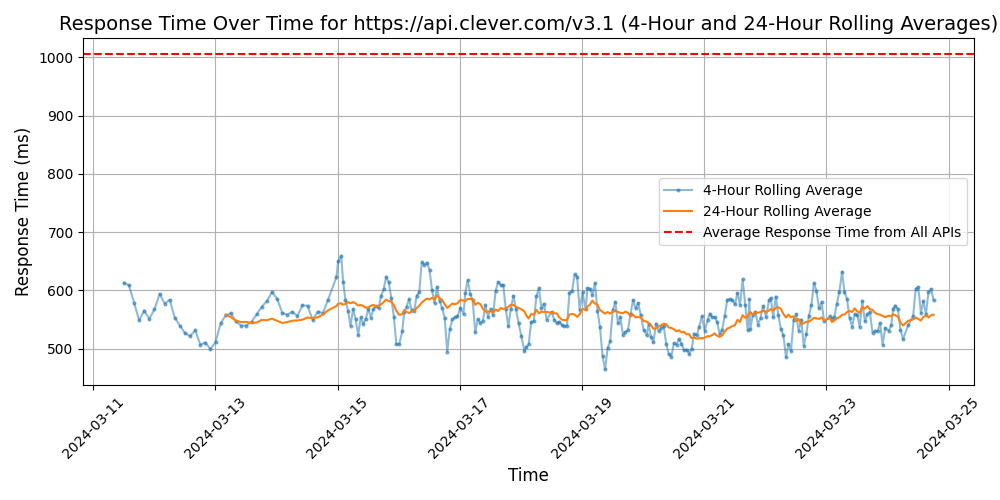 Response Time Over Time for https://api.clever.com/v3.1 (4-Hour and 24-Hour Rolling Averages)
Response Time (ms)
1000
900
800
700
600
500
4-Hour Rolling Average
24-Hour Rolling Average
Average Response Time from All APIs
2024-03-11
2024-03-13
2024-03-15
2024-03-17
2024-03-19
2024-03-21
2024-03-23
2024-03-25
Time